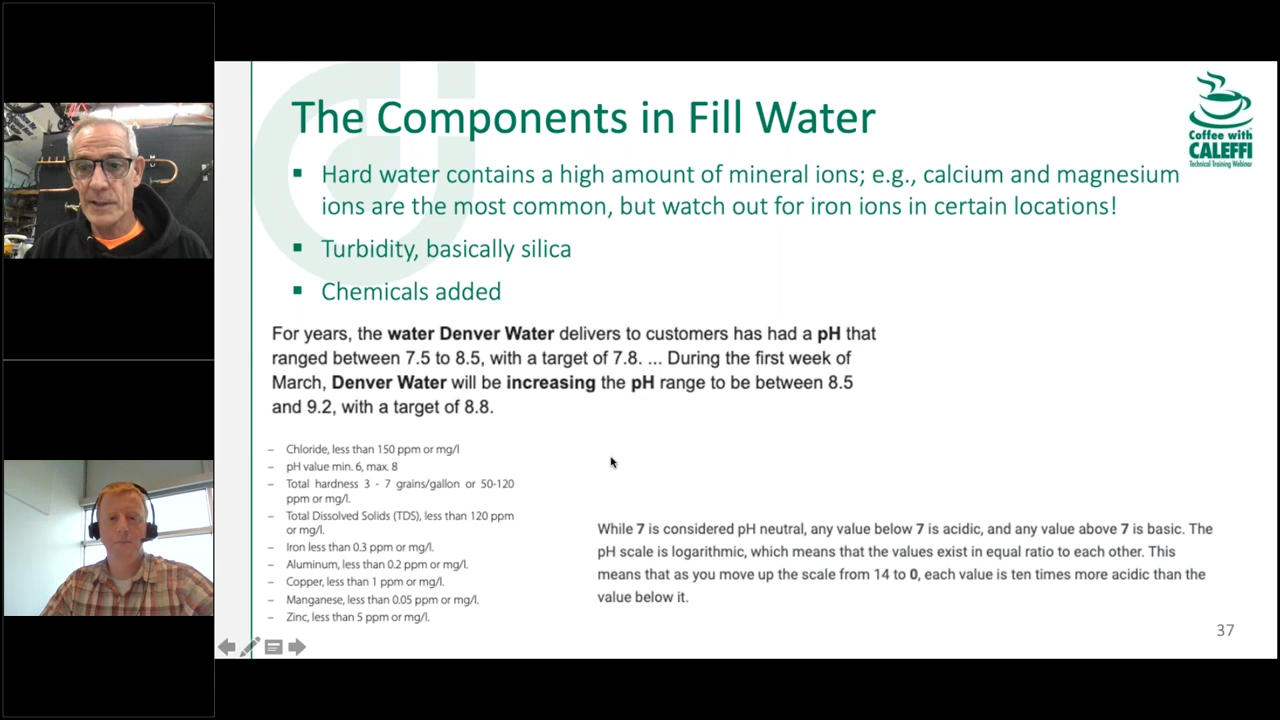 The Components in Fill Water
Coffee with
CALEFFI
Technical Training Webinar
▪ Hard water contains a high amount of mineral ions; e.g., calcium and magnesium
ions are the most common, but watch out for iron ions in certain locations!
▪ Turbidity, basically silica
▪ Chemicals added
For years, the water Denver Water delivers to customers has had a pH that
ranged between 7.5 to 8.5, with a target of 7.8. ... During the first week of
March, Denver Water will be increasing the pH range to be between 8.5
and 9.2, with a target of 8.8.
– Chloride, less than 150 ppm or mg/l
– pH value min. 6, max. 8
– Total hardness 3 - 7 grains/gallon or 50-120
ppm or mg/l.
– Total Dissolved Solids (TDS), less than 120 ppm
or mg/l.
– Iron less than 0.3 ppm or mg/l.
– Aluminum, less than 0.2 ppm or mg/l.
– Copper, less than 1 ppm or mg/l.
– Manganese, less than 0.05 ppm or mg/l.
– Zinc, less than 5 ppm or mg/l.
While 7 is considered pH neutral, any value below 7 is acidic, and any value above 7 is basic. The
pH scale is logarithmic, which means that the values exist in equal ratio to each other. This
means that as you move up the scale from 14 to 0, each value is ten times more acidic than the
value below it.
37